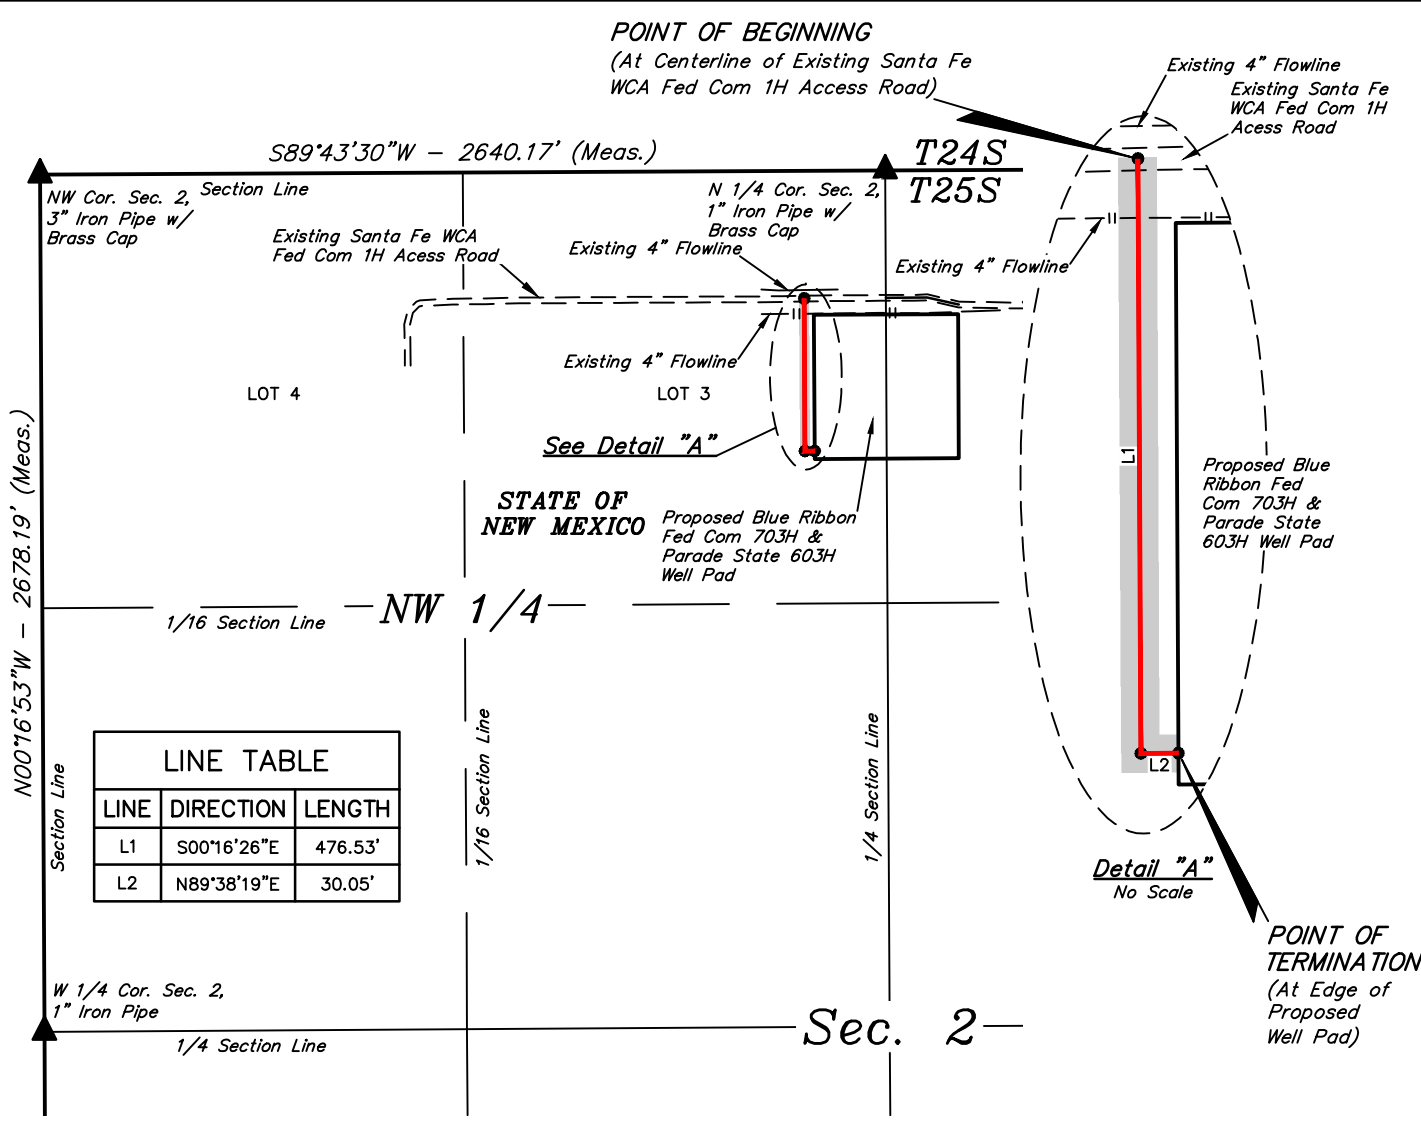 POINT OF BEGINNING
(At Centerline of Existing Santa Fe
WCA Fed Com 1H Access Road)
Existing 4" Flowline
Existing Santa Fe
WCA Fed Com 1H
Acess Road
S89°43'30"W - 2640.17' (Meas.)
T24S
T25S
NW Cor. Sec. 2,
3" Iron Pipe w/
Brass Cap
Section Line
N 1/4 Cor. Sec. 2,
1" Iron Pipe w/
Brass Cap
Existing Santa Fe WCA
Fed Com 1H Acess Road
Existing 4" Flowline
Existing 4" Flowline
Existing 4" Flowline
LOT 4
LOT 3
See Detail "A"
STATE OF
NEW MEXICO
Proposed Blue Ribbon
Fed Com 703H &
Parade State 603H
Well Pad
L1
Proposed Blue
Ribbon Fed
Com 703H &
Parade State
603H Well Pad
N00°16'53"W - 2678.19' (Meas.)
NW 1/4
1/16 Section Line
Section Line
1/16 Section Line
1/4 Section Line
LINE TABLE
LINE DIRECTION LENGTH
L1 S00°16'26"E 476.53'
L2 N89°38'19"E 30.05'
L2
Detail "A"
No Scale
POINT OF
TERMINATION
(At Edge of
Proposed
Well Pad)
W 1/4 Cor. Sec. 2,
1" Iron Pipe
1/4 Section Line
Sec. 2